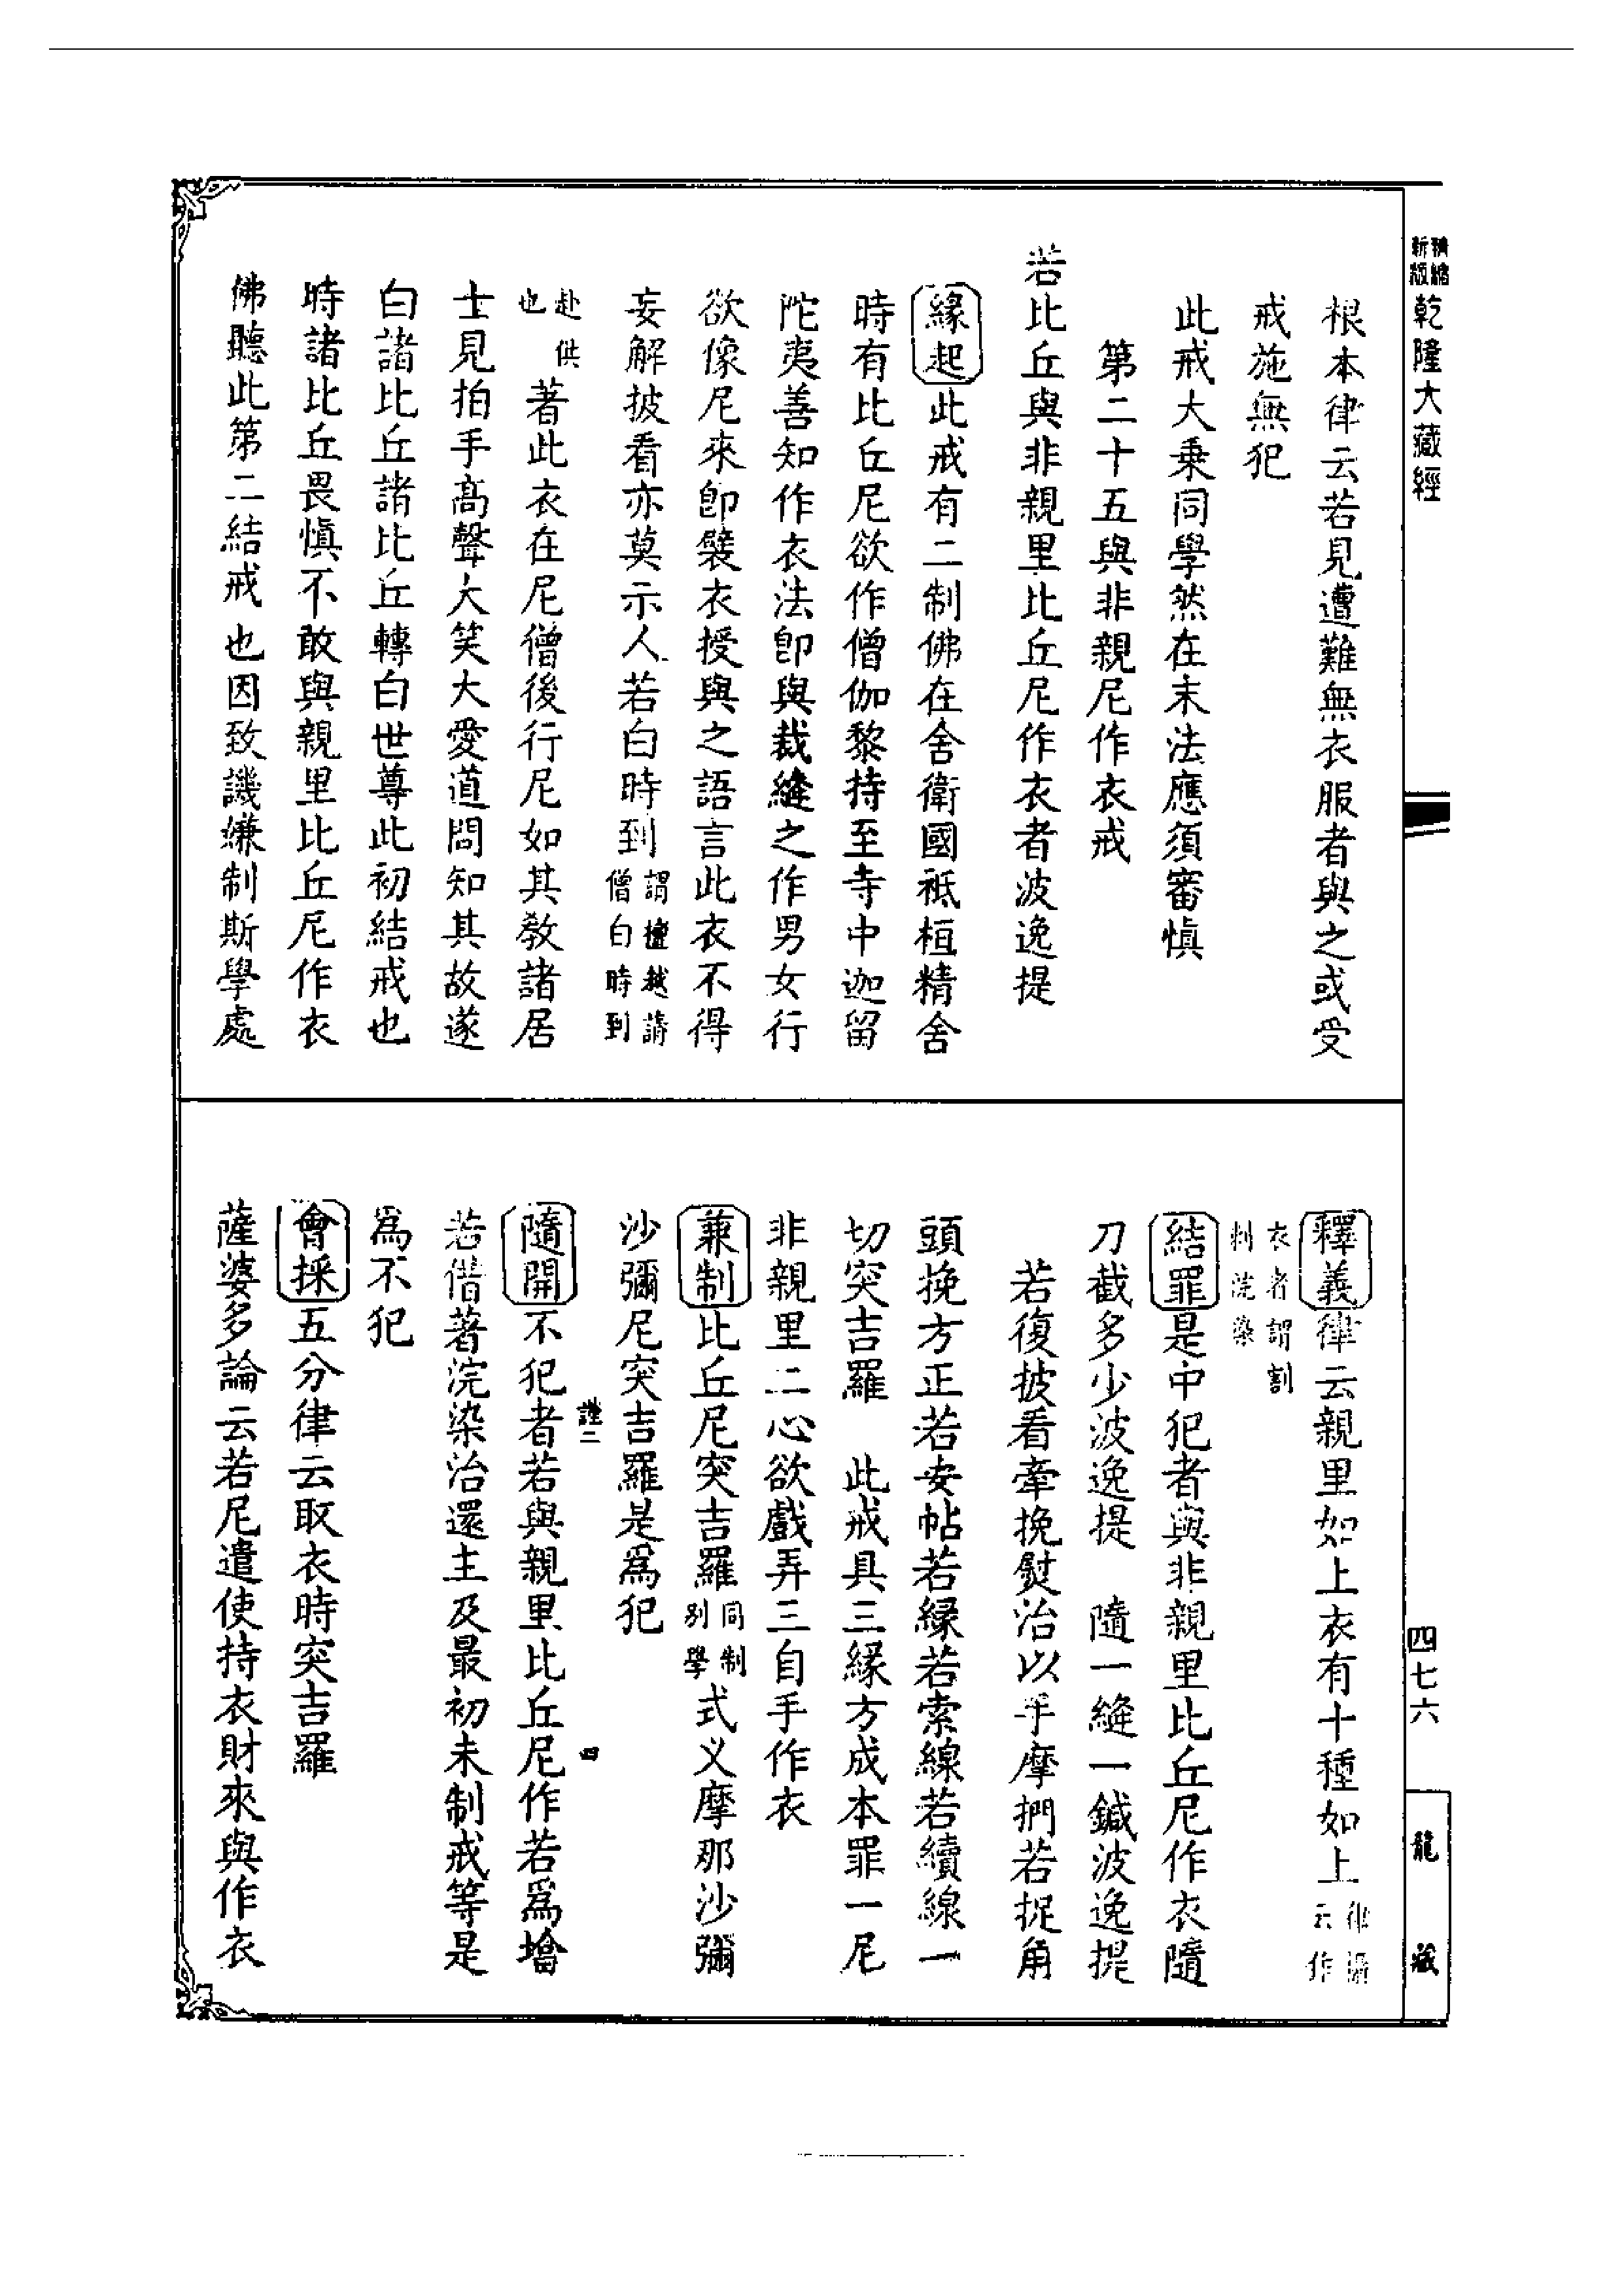 精縮
新版
乾隆大藏經
根本律云若見遭難無衣服者與之或受
戒施無犯
此戒大乘同學然在末法應須審慎
第二十五與非親尼作衣戒
若比丘與非親里比丘尼作衣者波逸提
緣起此戒有二制佛在舍衛國祇桓精舍
時有比丘尼欲作僧伽黎持至寺中迦留
陀夷善知作衣法即與裁縫之作男女行
欲像尼來即襞衣授與之語言此衣不得
妄解披看亦莫示人若白時到謂檀越請僧白時到
赴供也著此衣在尼僧後行尼如其教諸居
士見拍手高聲大笑大愛道問知其故遂
白諸比丘諸比丘轉白世尊此初結戒也
時諸比丘畏慎不敢與親里比丘尼作衣
佛聽此第二結戒也因致譏嫌制斯學處
釋義律云親里如上衣有十種如上律攝云作
衣者謂割刺浣染
結罪是中犯者與非親里比丘尼作衣隨
刀截多少波逸提　隨一縫一鍼波逸提
若復披看牽挽熨治以手摩捫若捉角
頭挽方正若安帖若緣若索線若續線一
切突吉羅　此戒具三緣方成本罪一尼
非親里二心欲戲弄三自手作衣
兼制比丘尼突吉羅同制別學式叉摩那沙彌
沙彌尼突吉羅是為犯
隨開不犯者若與親里比丘尼作若為墖
若借著浣染治還主及最初未制戒等是
為不犯
會採五分律云取衣時突吉羅
薩婆多論云若尼遣使持衣財來與作衣
四七六
龍藏